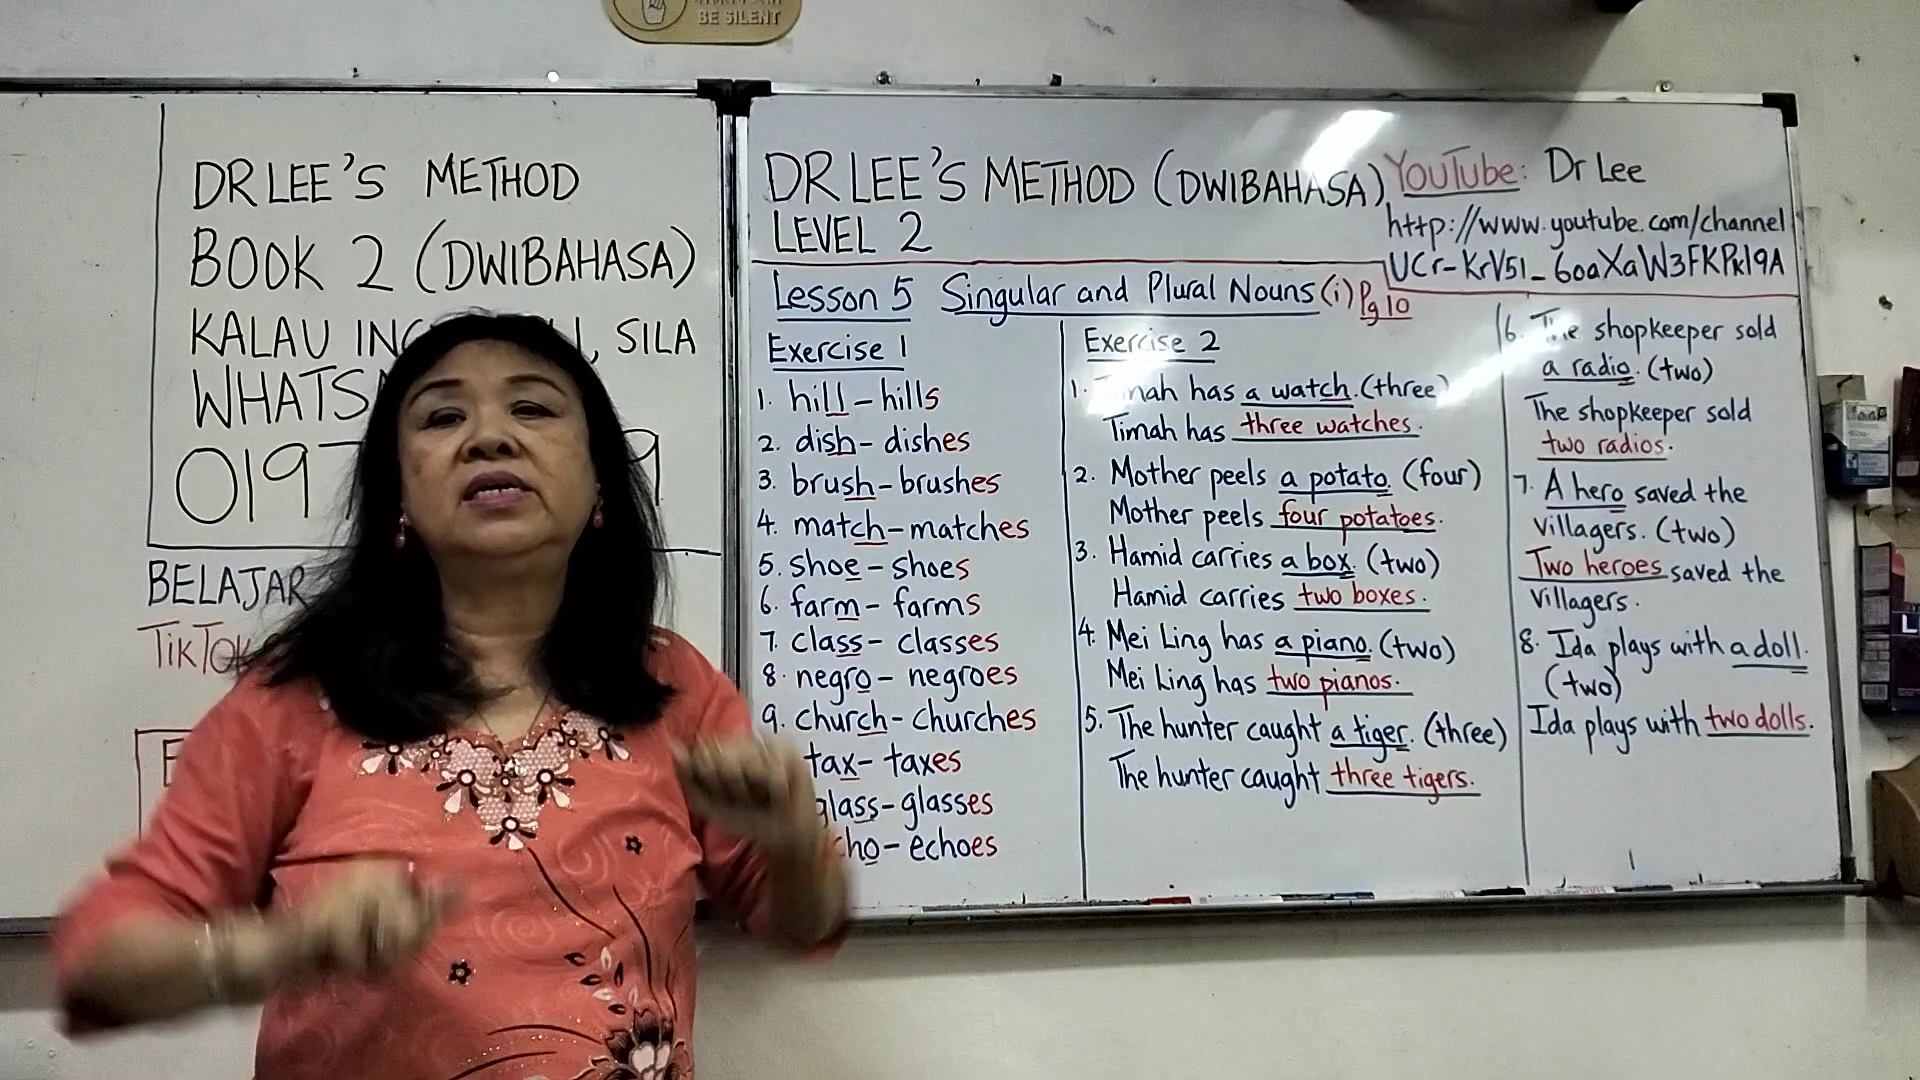 BE SILENT
DR LEE'S METHOD
BOOK 2 (DWIBAHASA)
KALAU SILA
BELAJAR
TikTok
DR LEE'S METHOD (DWIBAHASA)
LEVEL 2
YouTube: Dr Lee
http://www.youtube.com/channel
UCr-KrV5l_6oaXaW3FKPkl9A
Lesson 5 Singular and Plural Nouns (i) Pg 10
Exercise 1
1. hill - hills
2. dish - dishes
3. brush - brushes
4. match - matches
5. shoe - shoes
6. farm - farms
7. class - classes
8. negro - negroes
9. church - churches
tax - taxes
glass - glasses
cho - echoes
Exercise 2
1. Timah has a watch. (three)
Timah has three watches.
2. Mother peels a potato. (four)
Mother peels four potatoes.
3. Hamid carries a box. (two)
Hamid carries two boxes.
4. Mei Ling has a piano. (two)
Mei Ling has two pianos.
5. The hunter caught a tiger. (three)
The hunter caught three tigers.
6. The shopkeeper sold
a radio. (two)
The shopkeeper sold
two radios.
7. A hero saved the
villagers. (two)
Two heroes saved the
villagers.
8. Ida plays with a doll.
(two)
Ida plays with two dolls.